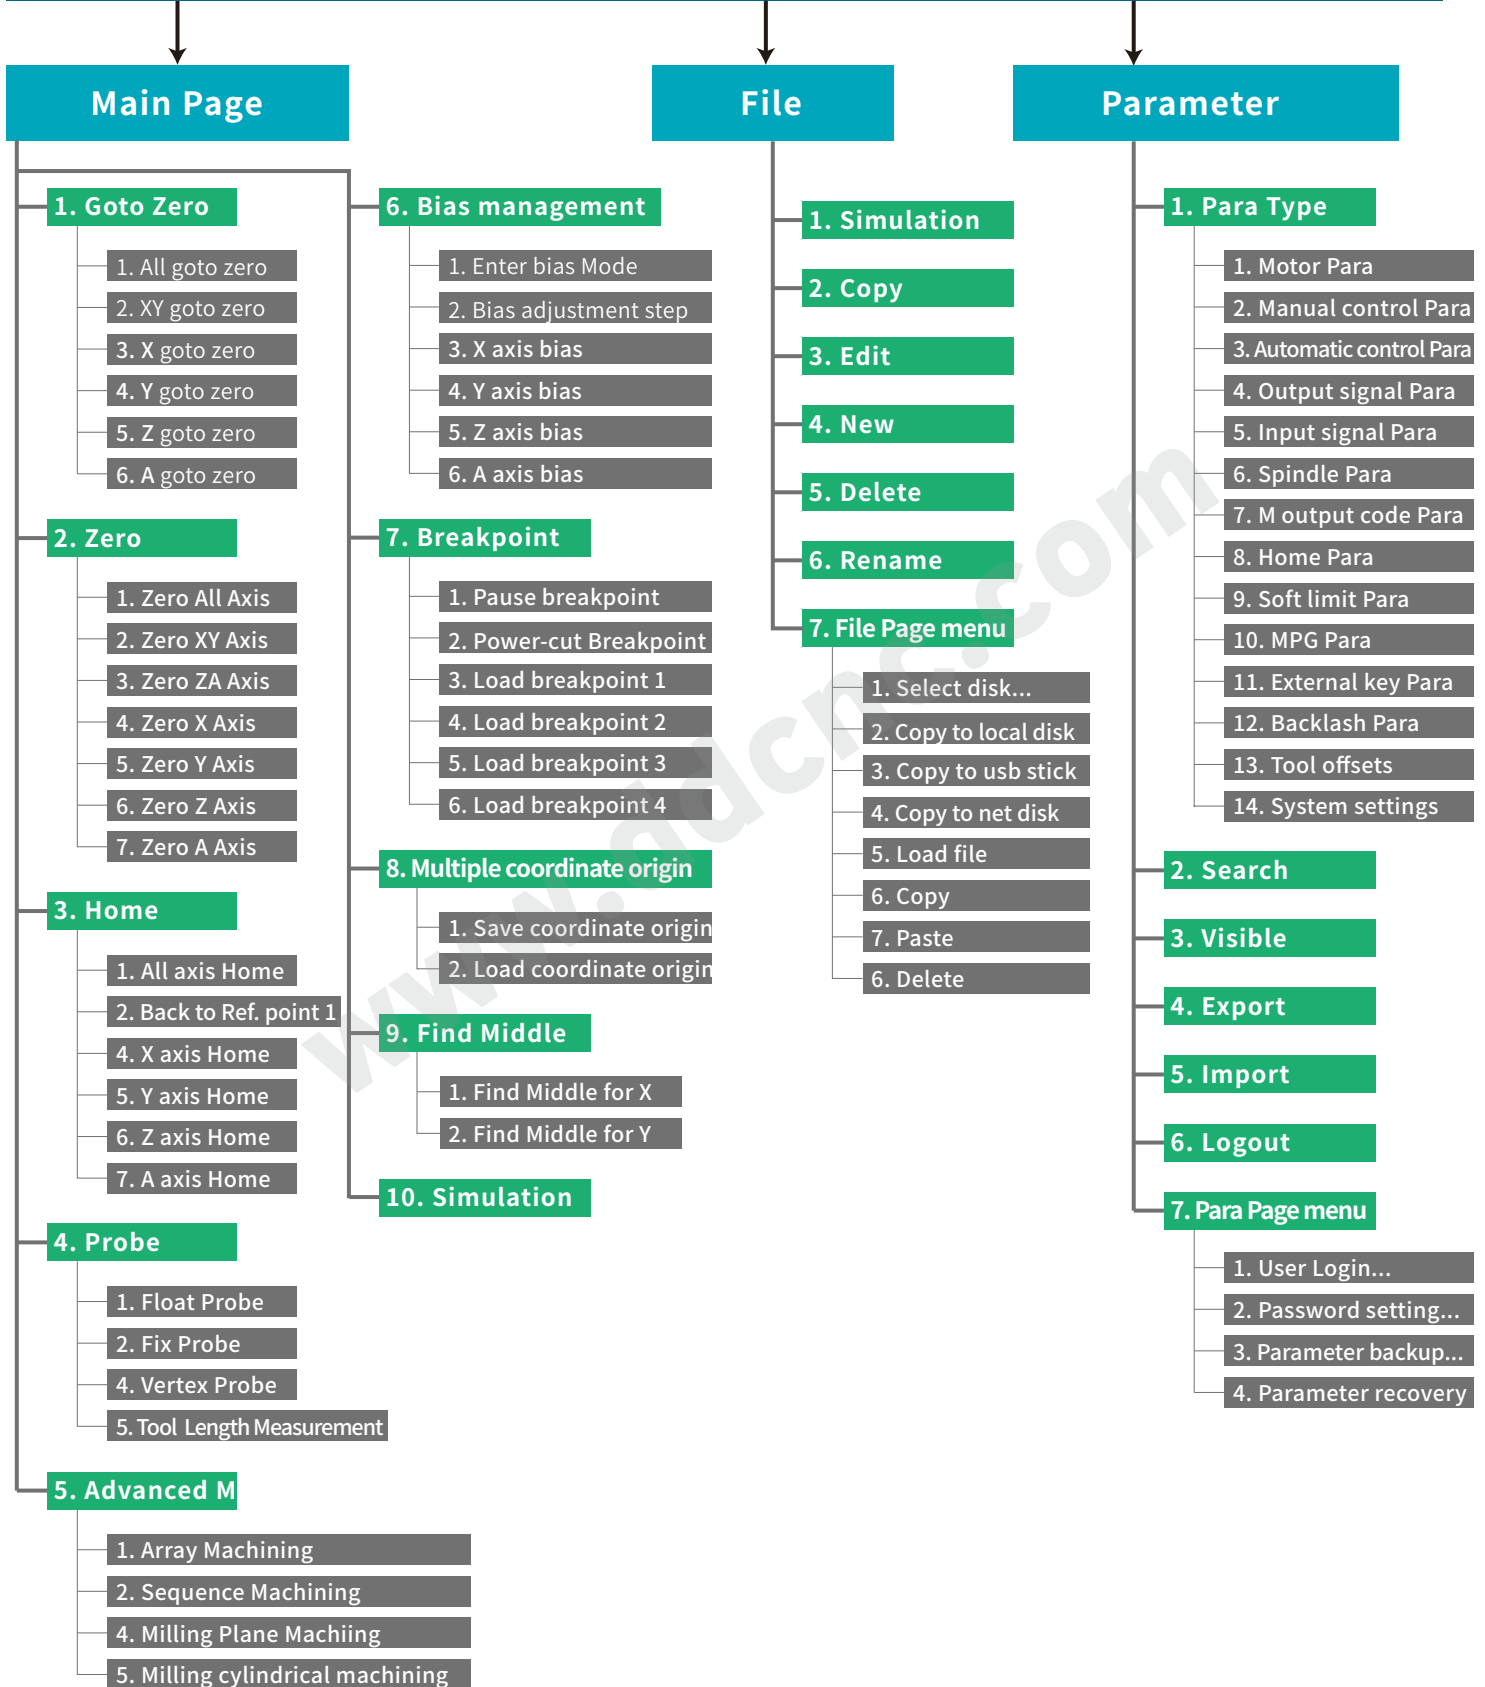 Main Page
1. Goto Zero
1. All goto zero
2. XY goto zero
3. X goto zero
4. Y goto zero
5. Z goto zero
6. A goto zero
2. Zero
1. Zero All Axis
2. Zero XY Axis
3. Zero ZA Axis
4. Zero X Axis
5. Zero Y Axis
6. Zero Z Axis
7. Zero A Axis
3. Home
1. All axis Home
2. Back to Ref. point 1
4. X axis Home
5. Y axis Home
6. Z axis Home
7. A axis Home
4. Probe
1. Float Probe
2. Fix Probe
4. Vertex Probe
5. Tool Length Measurement
5. Advanced M
1. Array Machining
2. Sequence Machining
4. Milling Plane Machiing
5. Milling cylindrical machining
6. Bias management
1. Enter bias Mode
2. Bias adjustment step
3. X axis bias
4. Y axis bias
5. Z axis bias
6. A axis bias
7. Breakpoint
1. Pause breakpoint
2. Power-cut Breakpoint
3. Load breakpoint 1
4. Load breakpoint 2
5. Load breakpoint 3
6. Load breakpoint 4
8. Multiple coordinate origin
1. Save coordinate origin
2. Load coordinate origin
9. Find Middle
1. Find Middle for X
2. Find Middle for Y
10. Simulation
File
1. Simulation
2. Copy
3. Edit
4. New
5. Delete
6. Rename
7. File Page menu
1. Select disk...
2. Copy to local disk
3. Copy to usb stick
4. Copy to net disk
5. Load file
6. Copy
7. Paste
6. Delete
Parameter
1. Para Type
1. Motor Para
2. Manual control Para
3. Automatic control Para
4. Output signal Para
5. Input signal Para
6. Spindle Para
7. M output code Para
8. Home Para
9. Soft limit Para
10. MPG Para
11. External key Para
12. Backlash Para
13. Tool offsets
14. System settings
2. Search
3. Visible
4. Export
5. Import
6. Logout
7. Para Page menu
1. User Login...
2. Password setting...
3. Parameter backup...
4. Parameter recovery